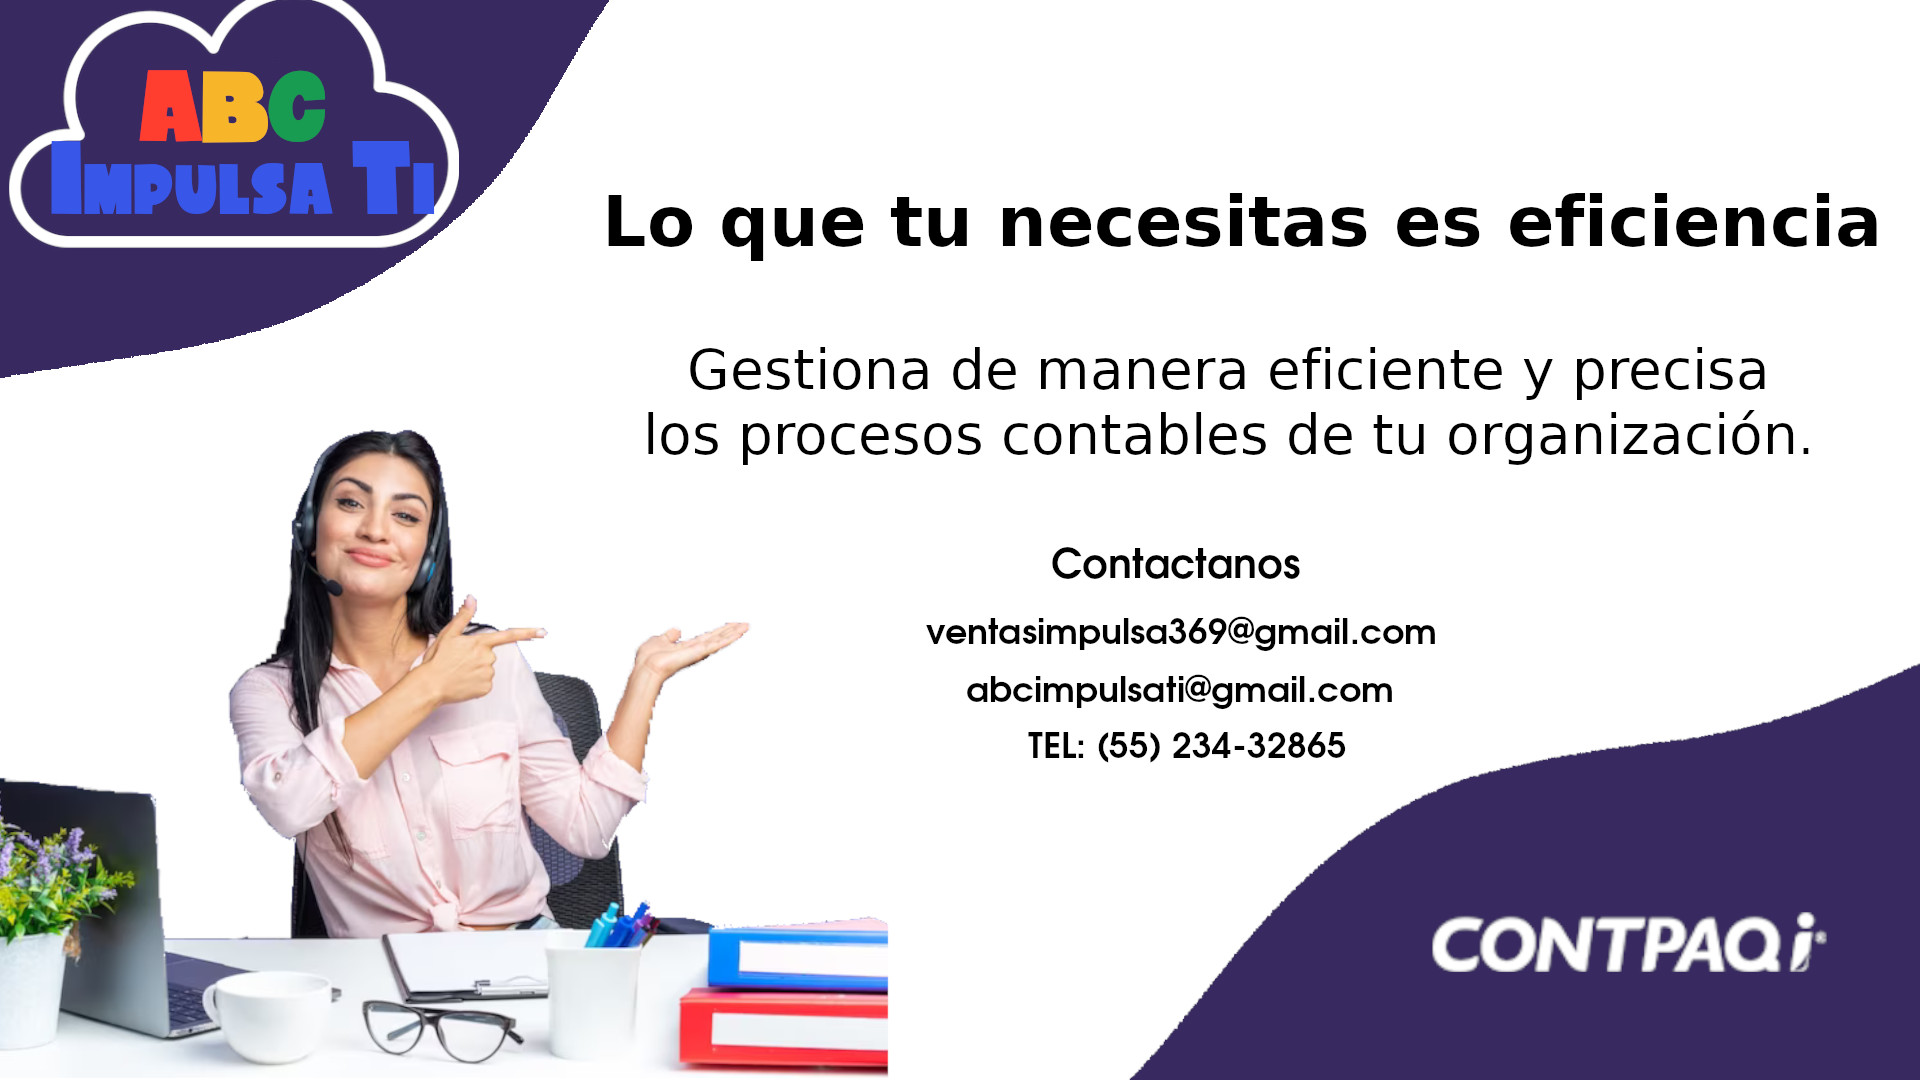 ABC
IMPULSA TI
Lo que tu necesitas es eficiencia
Gestiona de manera eficiente y precisa
los procesos contables de tu organización.
Contactanos
ventasimpulsa369@gmail.com
abcimpulsati@gmail.com
TEL: (55) 234-32865
CONTPAQi®